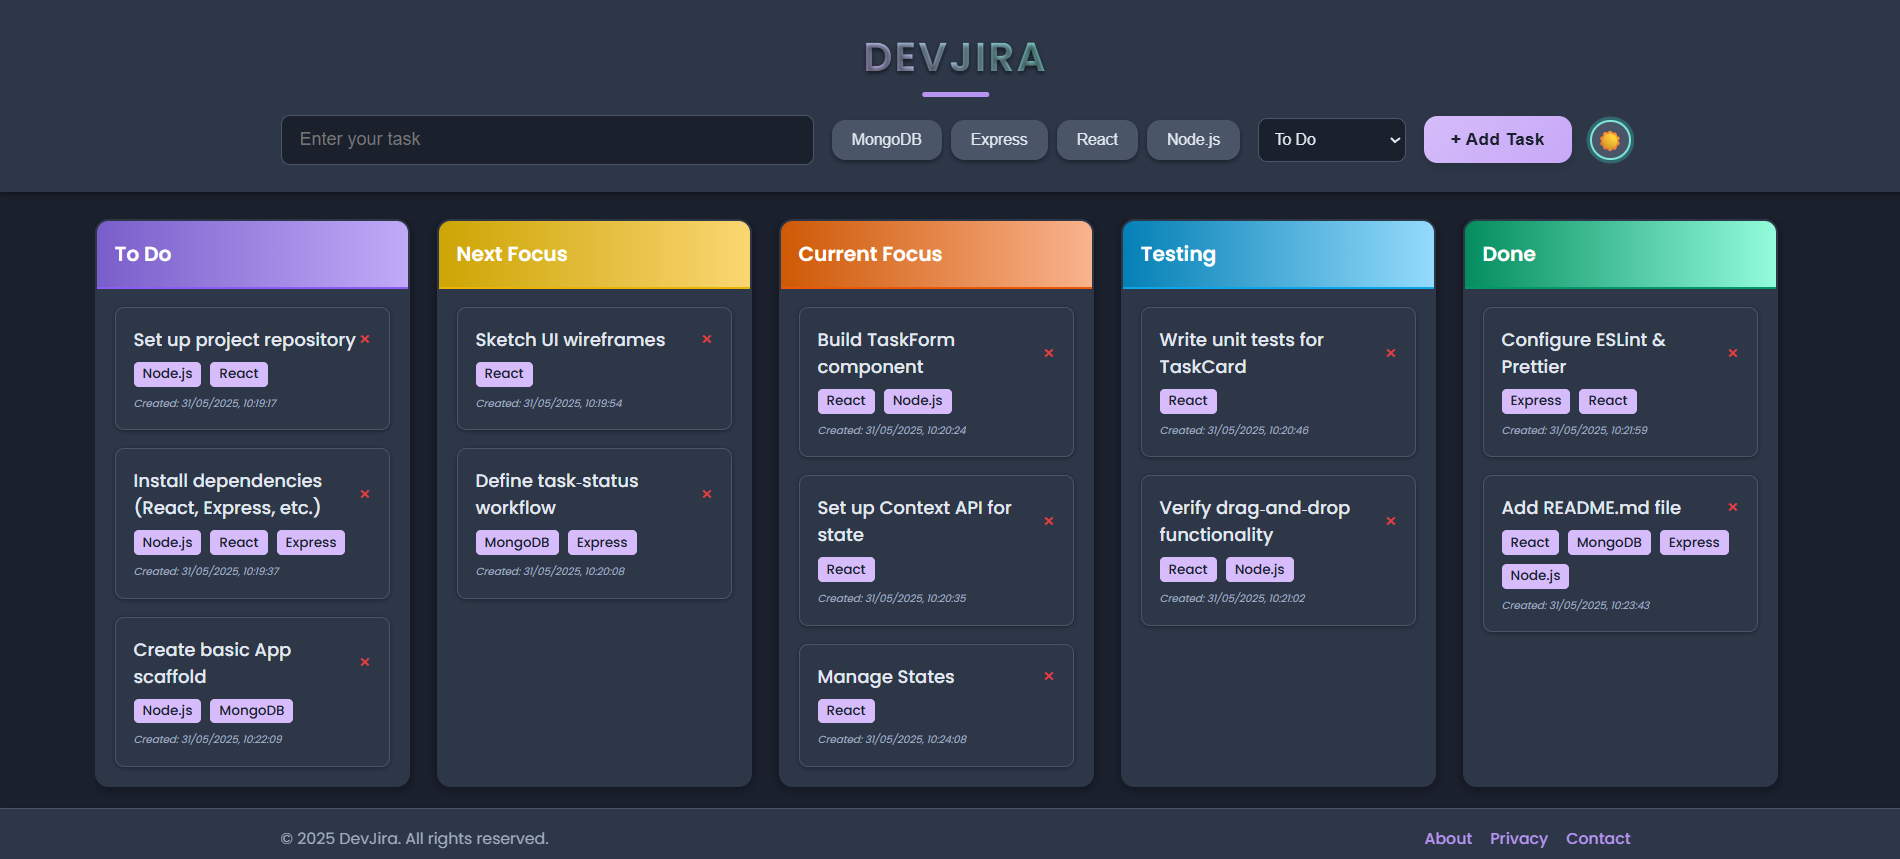 DEVJIRA
Enter your task
MongoDB
Express
React
Node.js
To Do
+ Add Task
To Do
Set up project repository ×
Node.js React
Created: 31/05/2025, 10:19:17
Install dependencies
(React, Express, etc.)
×
Node.js React Express
Created: 31/05/2025, 10:19:37
Create basic App
scaffold
×
Node.js MongoDB
Created: 31/05/2025, 10:22:09
Next Focus
Sketch UI wireframes ×
React
Created: 31/05/2025, 10:19:54
Define task-status
workflow
×
MongoDB Express
Created: 31/05/2025, 10:20:08
Current Focus
Build TaskForm
component
×
React Node.js
Created: 31/05/2025, 10:20:24
Set up Context API for
state
×
React
Created: 31/05/2025, 10:20:35
Manage States ×
React
Created: 31/05/2025, 10:24:08
Testing
Write unit tests for
TaskCard
×
React
Created: 31/05/2025, 10:20:46
Verify drag-and-drop
functionality
×
React Node.js
Created: 31/05/2025, 10:21:02
Done
Configure ESLint &
Prettier
×
Express React
Created: 31/05/2025, 10:21:59
Add README.md file ×
React MongoDB Express
Node.js
Created: 31/05/2025, 10:23:43
© 2025 DevJira. All rights reserved.
About Privacy Contact